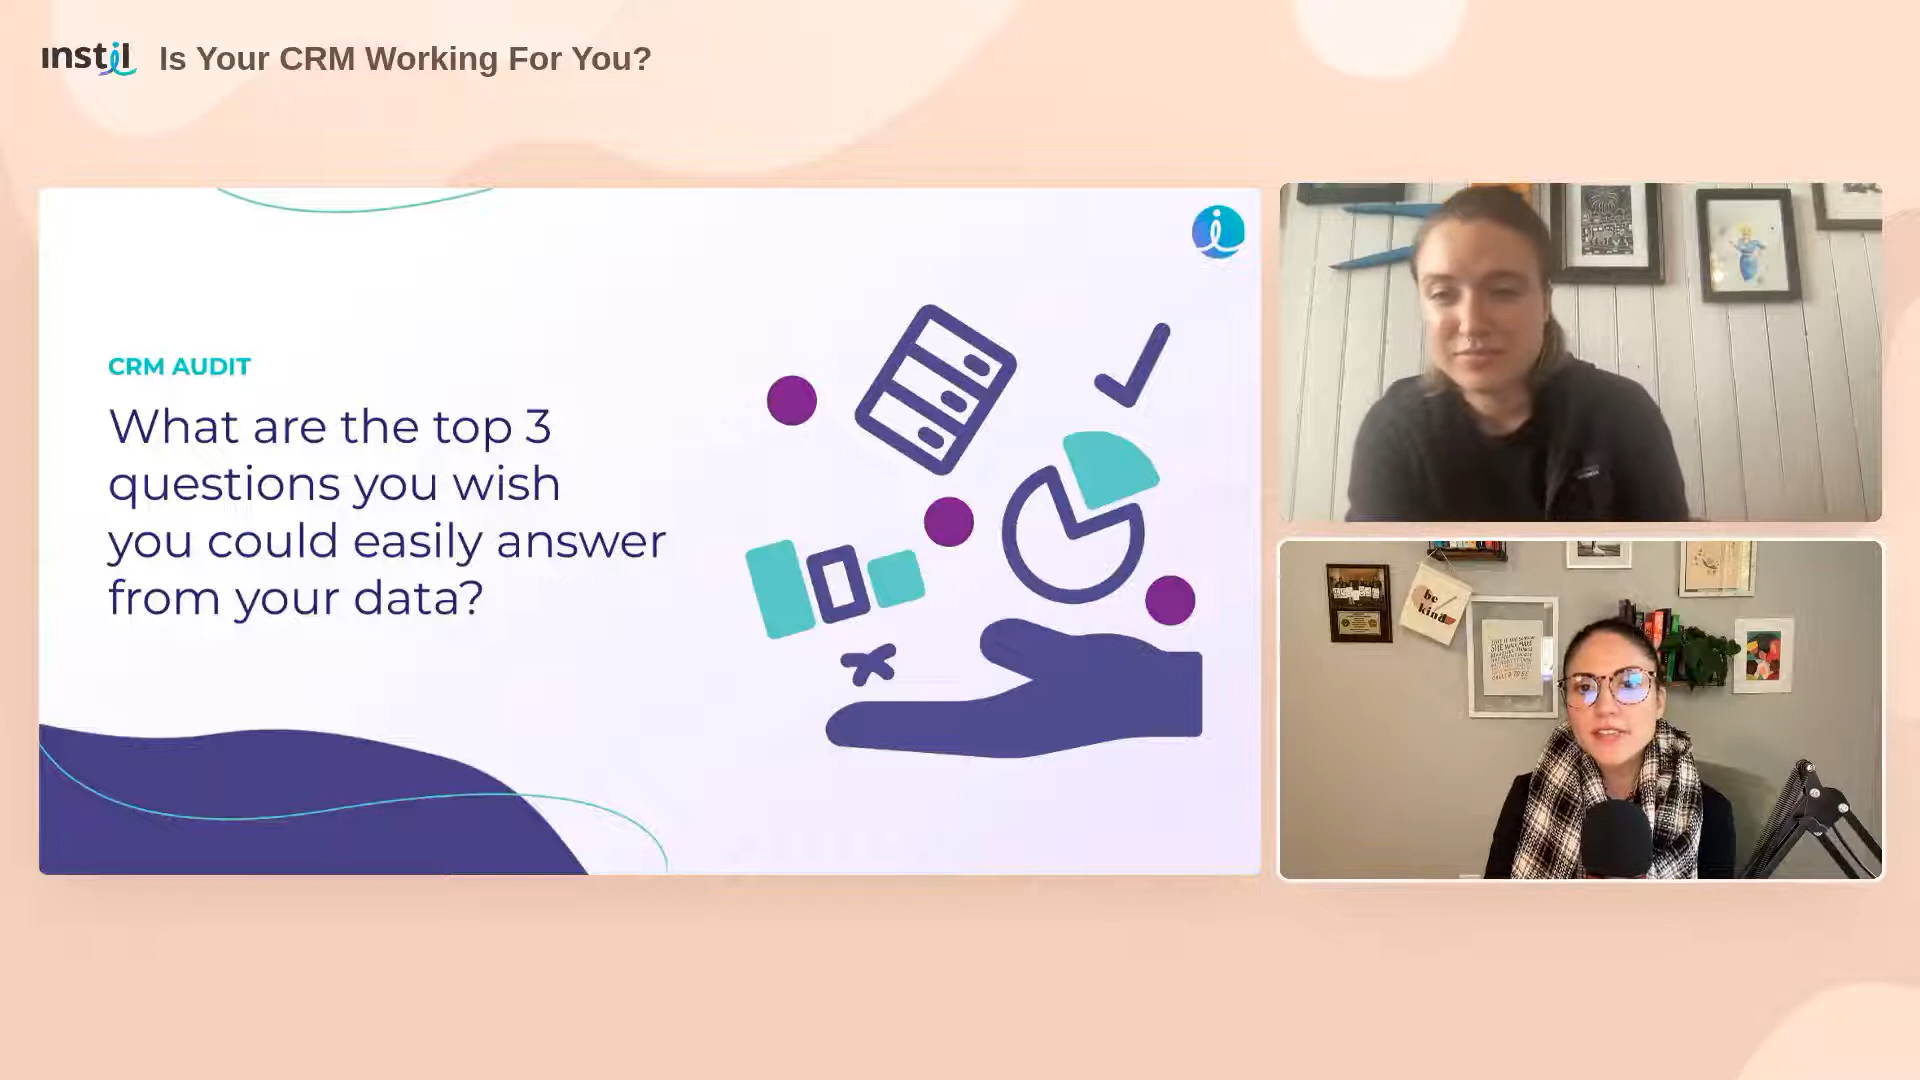 instil Is Your CRM Working For You?
CRM AUDIT
What are the top 3
questions you wish
you could easily answer
from your data?
be
kind